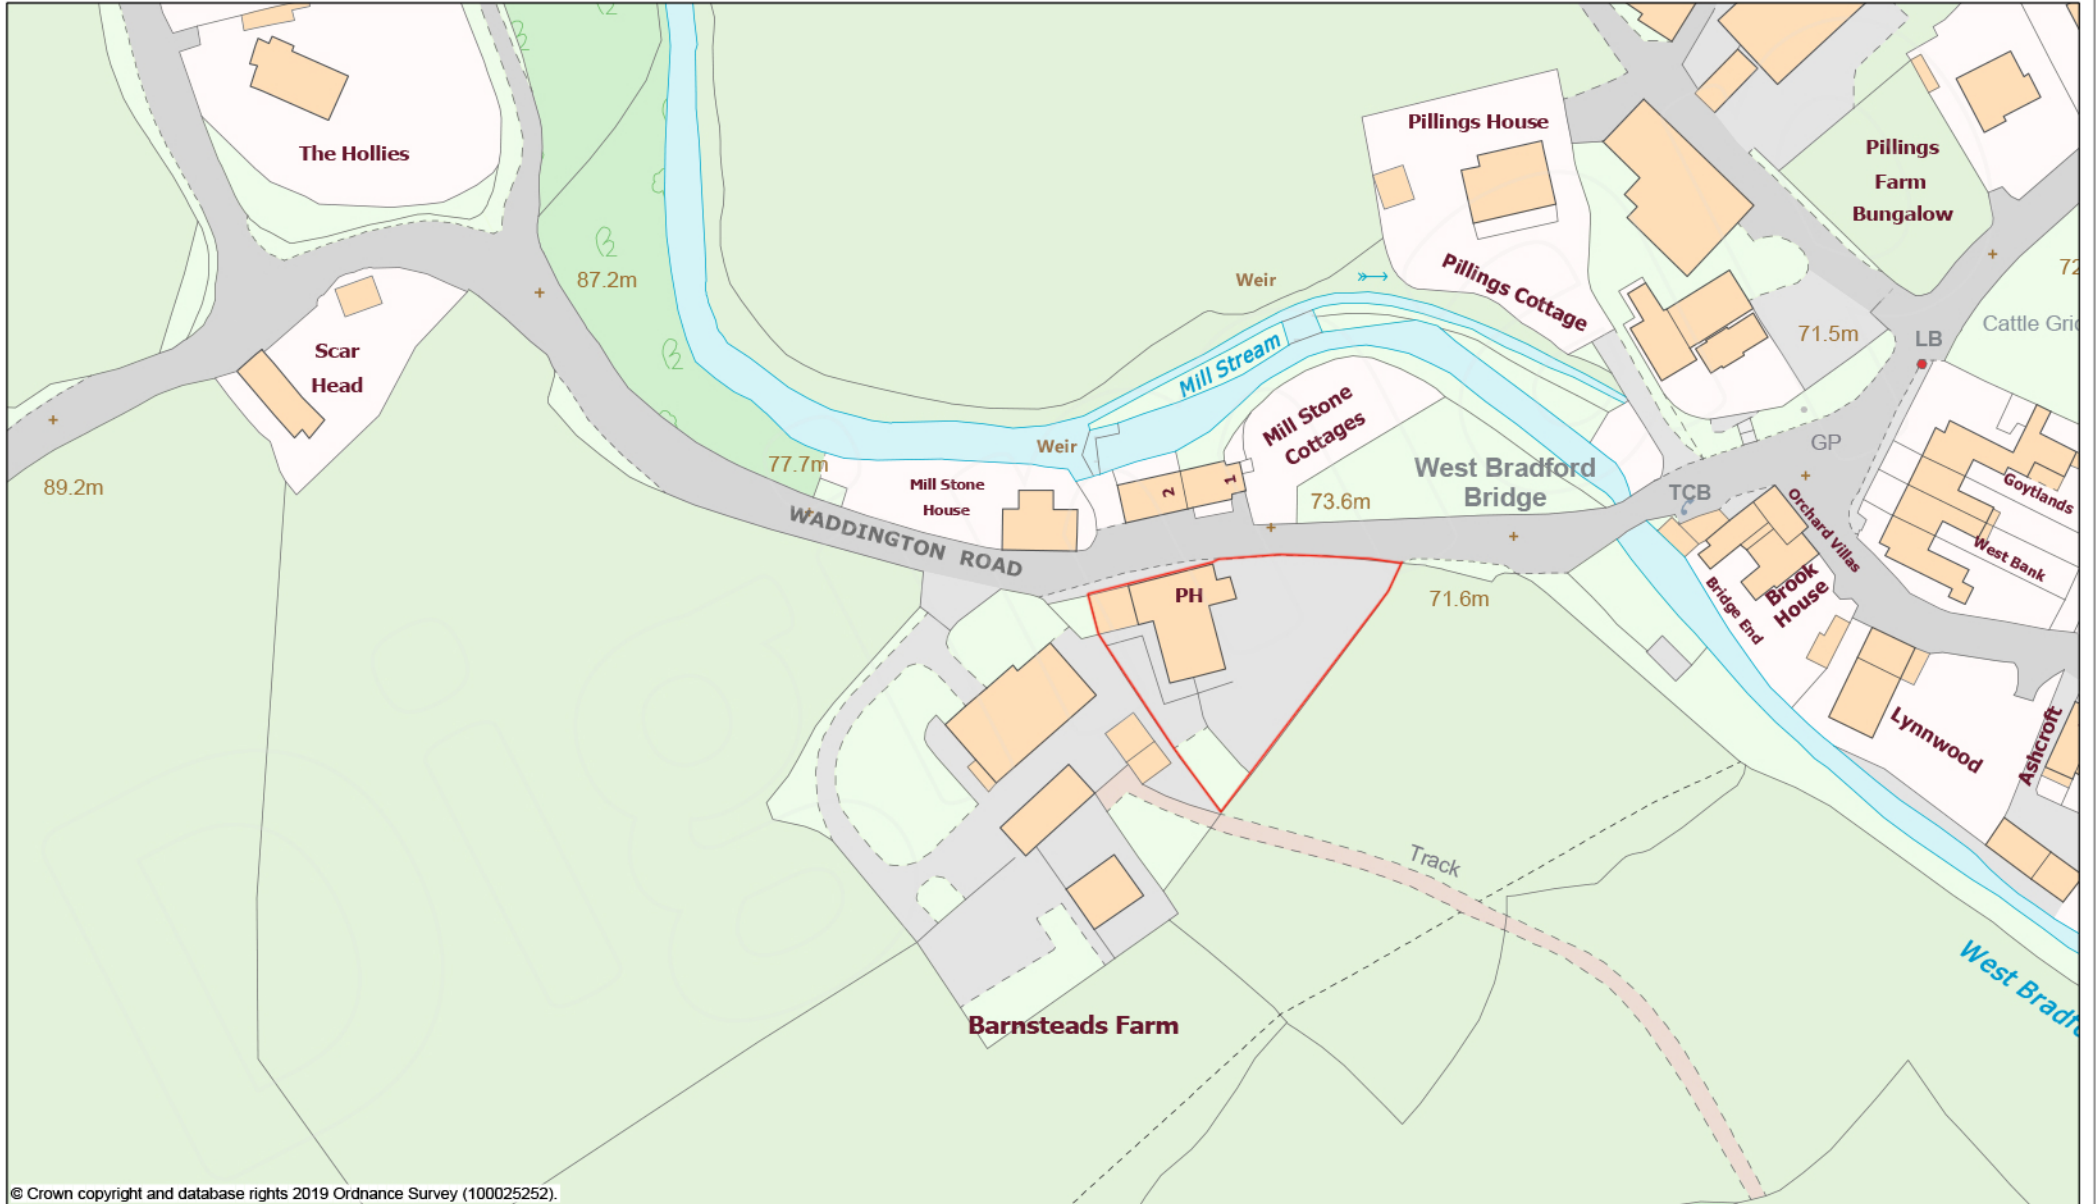 Pillings House
Pillings
Farm
Bungalow
The Hollies
Pillings Cottage
87.2m
Weir
72
Cattle Gri
71.5m
LB
Scar
Head
Mill Stream
Mill Stone
Cottages
GP
Weir
77.7m
89.2m
Mill Stone
House
2
1
73.6m
West Bradford
Bridge
TCB
Orchard Villas
Goytlands
West Bank
WADDINGTON ROAD
PH
71.6m
Bridge End
Brook
House
Lynnwood
Ashcroft
Track
West Bradf
Barnsteads Farm
© Crown copyright and database rights 2019 Ordnance Survey (100025252).